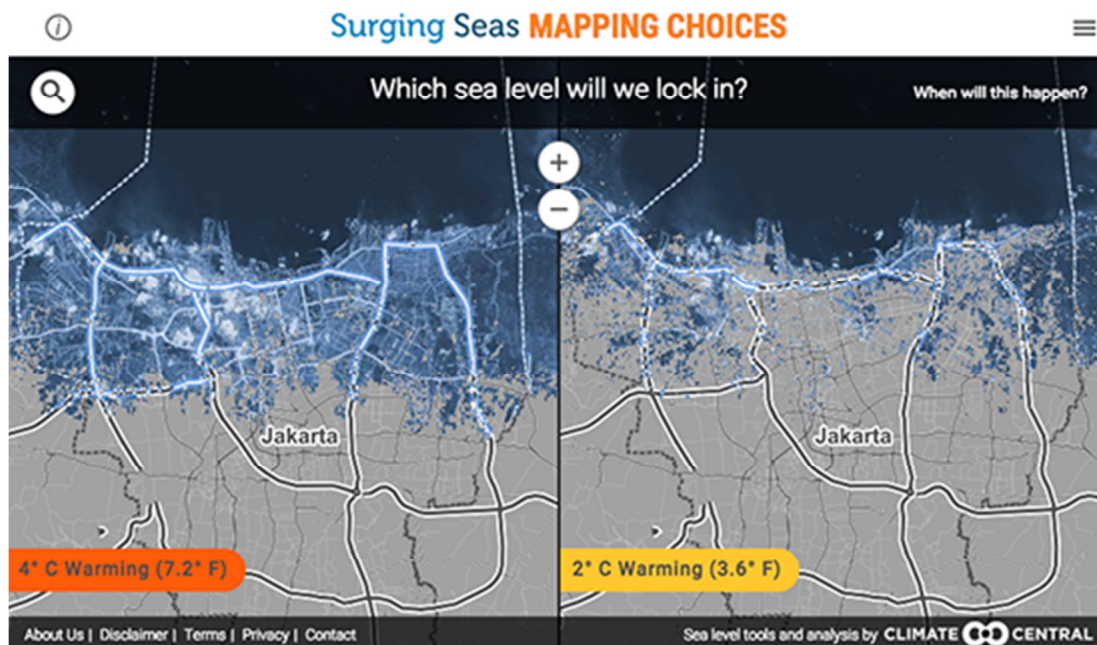 i
Surging Seas MAPPING CHOICES
Which sea level will we lock in?
When will this happen?
+
−
Jakarta
Jakarta
4° C Warming (7.2° F)
2° C Warming (3.6° F)
About Us | Disclaimer | Terms | Privacy | Contact
Sea level tools and analysis by CLIMATE CENTRAL